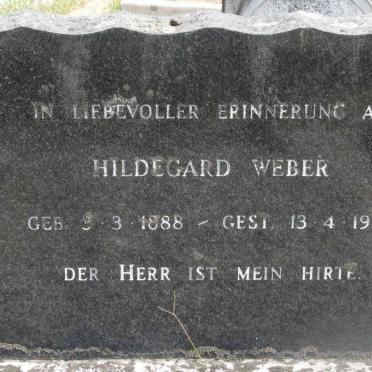 IN LIEBEVOLLER ERINNERUNG
HILDEGARD WEBER
GEB. 3·3·1888 ~ GEST. 13·4·
DER HERR IST MEIN HIRTE.